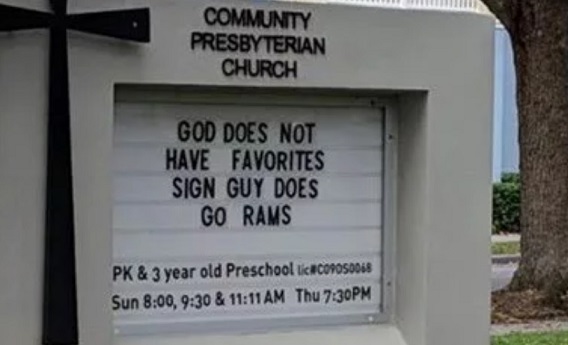 COMMUNITY
PRESBYTERIAN
CHURCH
GOD DOES NOT
HAVE FAVORITES
SIGN GUY DOES
GO RAMS
PK & 3 year old Preschool lic#C09OS0068
Sun 8:00, 9:30 & 11:11 AM Thu 7:30PM